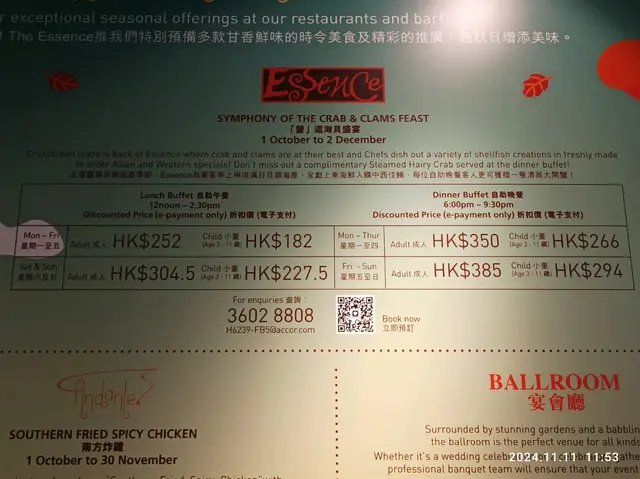 r exceptional seasonal offerings at our restaurants and bar
! The Essence推我們特別預備多款甘香鮮味的時令美食及精彩的推廣，為秋日增添美味。
EssenCe
SYMPHONY OF THE CRAB & CLAMS FEAST
1 October to 2 December
Crustacean craze is back at Essence where crab and clams are at their best and Chefs dish out a variety of shellfish creations in freshly made
to order Asian and Western specials! Don't miss out a complimentary Steamed Hairy Crab served at the dinner buffet!
Lunch Buffet 自助午餐
12noon – 2:30pm
Discounted Price (e-payment only) 折扣價 (電子支付)
Dinner Buffet 自助晚餐
6:00pm – 9:30pm
Discounted Price (e-payment only) 折扣價 (電子支付)
Mon – Fri
星期一至五
Adult 成人 HK$252
Child 小童
(Age 3 - 11 歲)
HK$182
Mon – Thur
星期一至四
Adult 成人 HK$350
Child 小童
(Age 3 - 11 歲)
HK$266
Sat & Sun
星期六至日
Adult 成人 HK$304.5
Child 小童
(Age 3 - 11 歲)
HK$227.5
Fri – Sun
星期五至日
Adult 成人 HK$385
Child 小童
(Age 3 - 11 歲)
HK$294
For enquiries 查詢：
3602 8808
H6239-FB5@accor.com
Book now
立即預訂
Andante
SOUTHERN FRIED SPICY CHICKEN
南方炸雞
1 October to 30 November
BALLROOM
宴會廳
Surrounded by stunning gardens and a babblin
the ballroom is the perfect venue for all kinds
Whether it's a wedding celeb
professional banquet team will ensure that your event
2024.11.11 11:53